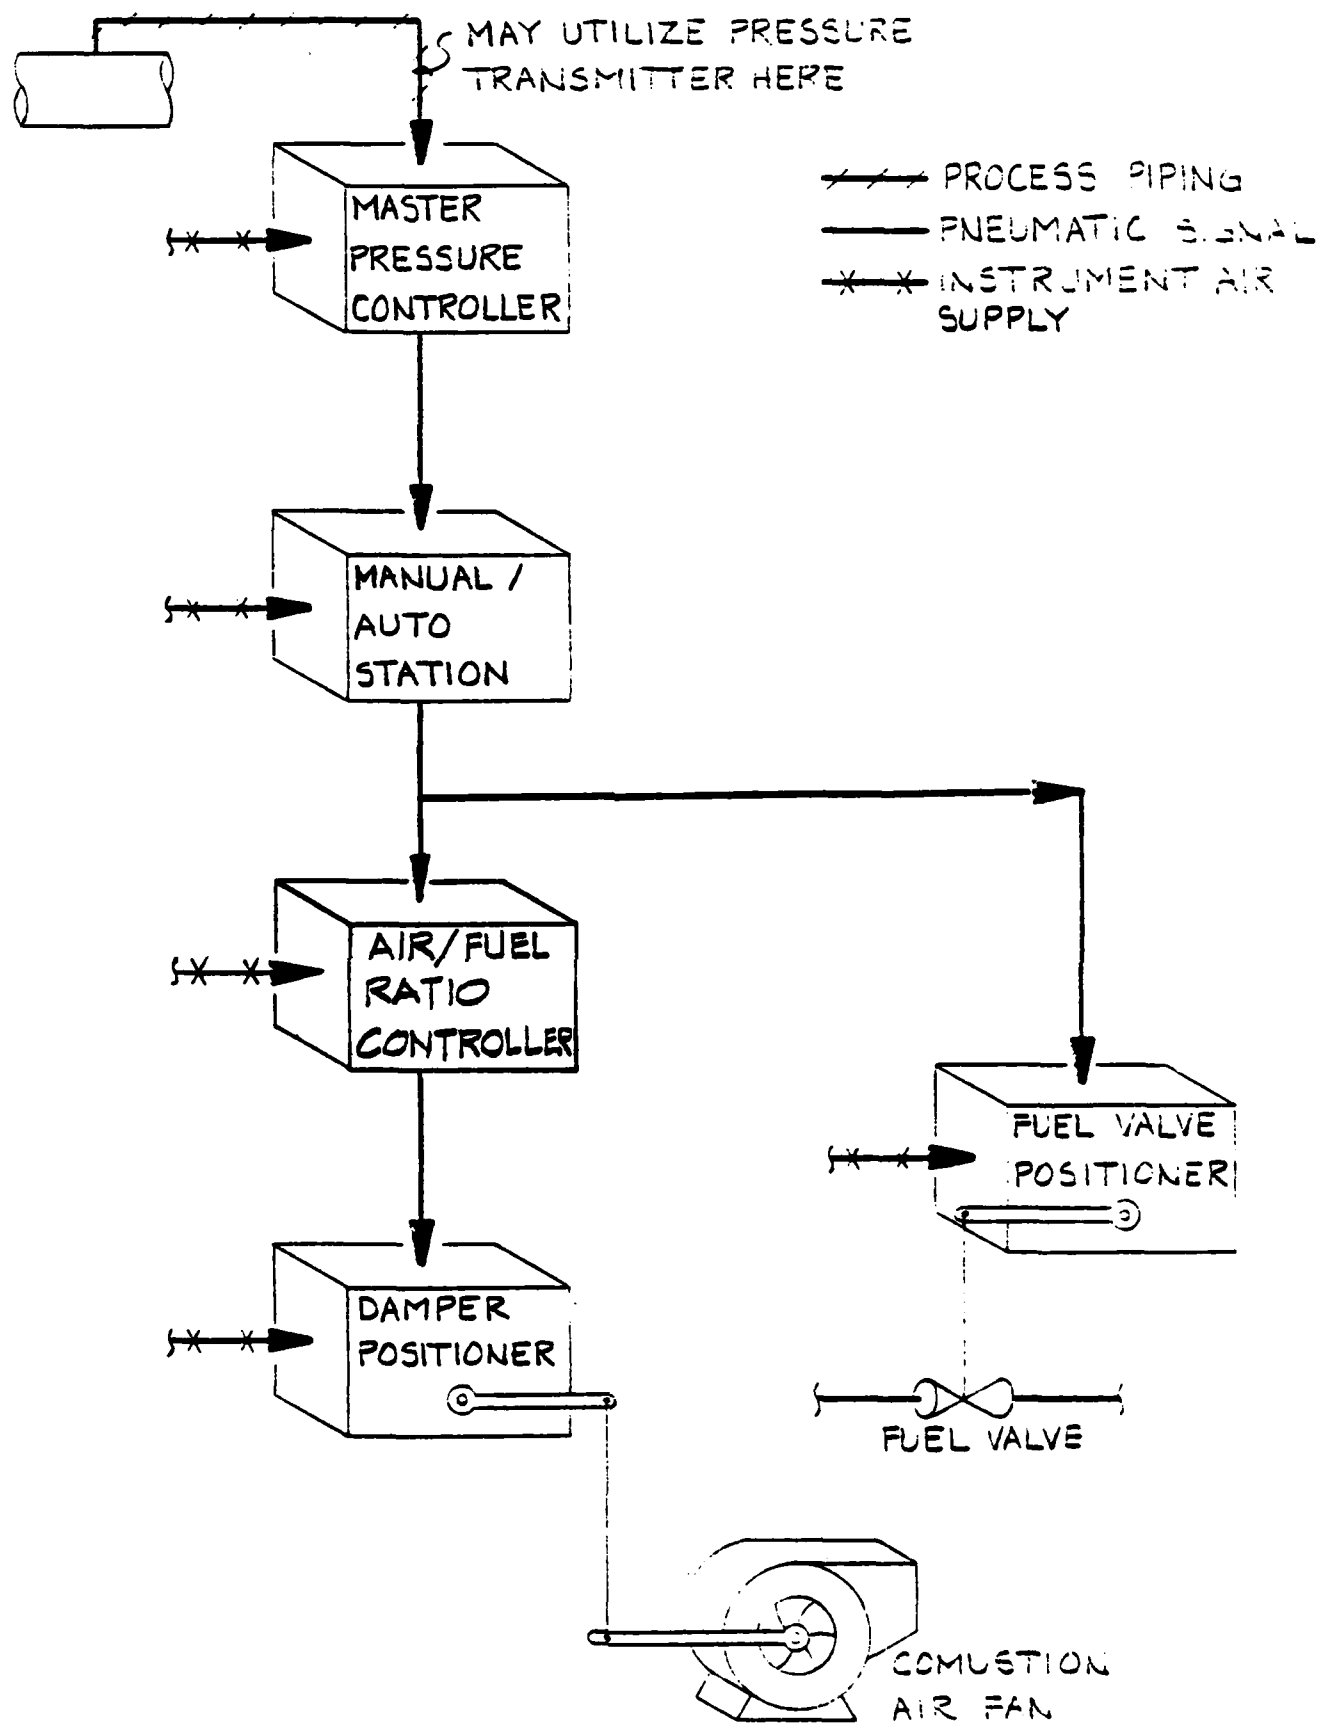 MAY UTILIZE PRESSURE
TRANSMITTER HERE
PROCESS PIPING
PNEUMATIC SIGNAL
INSTRUMENT AIR
SUPPLY
MASTER
PRESSURE
CONTROLLER
MANUAL /
AUTO
STATION
AIR/FUEL
RATIO
CONTROLLER
FUEL VALVE
POSITIONER
DAMPER
POSITIONER
FUEL VALVE
COMUSTION
AIR FAN